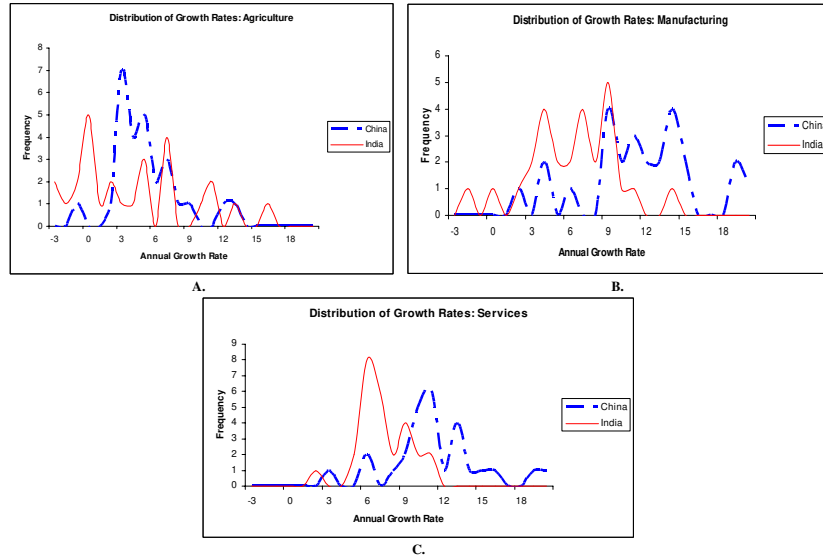 Distribution of Growth Rates: Agriculture
8
7
6
5
4
3
2
1
0
Frequency
-3 0 3 6 9 12 15 18
Annual Growth Rate
China
India
A.
Distribution of Growth Rates: Manufacturing
6
5
4
3
2
1
0
Frequency
-3 0 3 6 9 12 15 18
Annual Growth Rate
China
India
B.
Distribution of Growth Rates: Services
9
8
7
6
5
4
3
2
1
0
Frequency
-3 0 3 6 9 12 15 18
Annual Growth Rate
China
India
C.